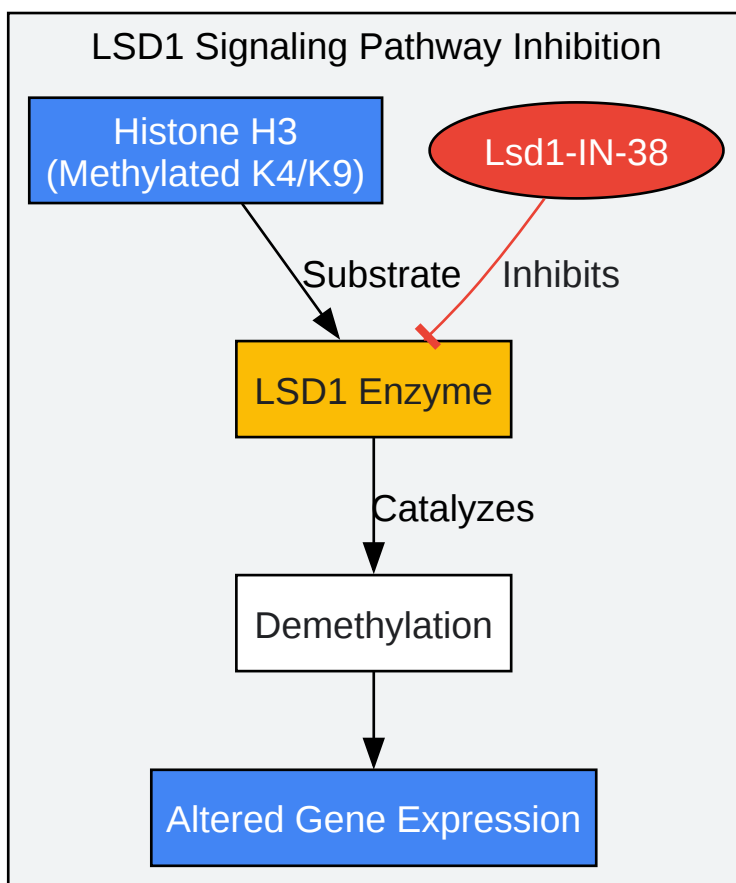 LSD1 Signaling Pathway Inhibition
Histone H3
(Methylated K4/K9)
Lsd1-IN-38
Substrate
Inhibits
LSD1 Enzyme
Catalyzes
Demethylation
Altered Gene Expression